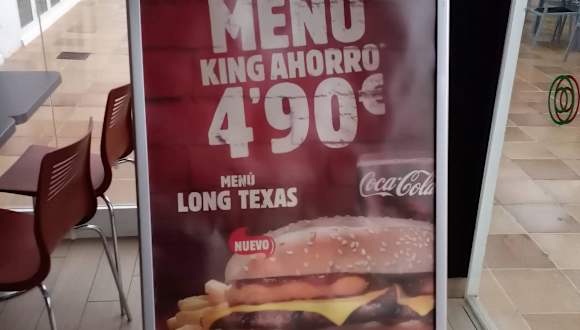 MENÚ
KING AHORRO*
4'90€
MENÚ
LONG TEXAS
Coca-Cola
NUEVO